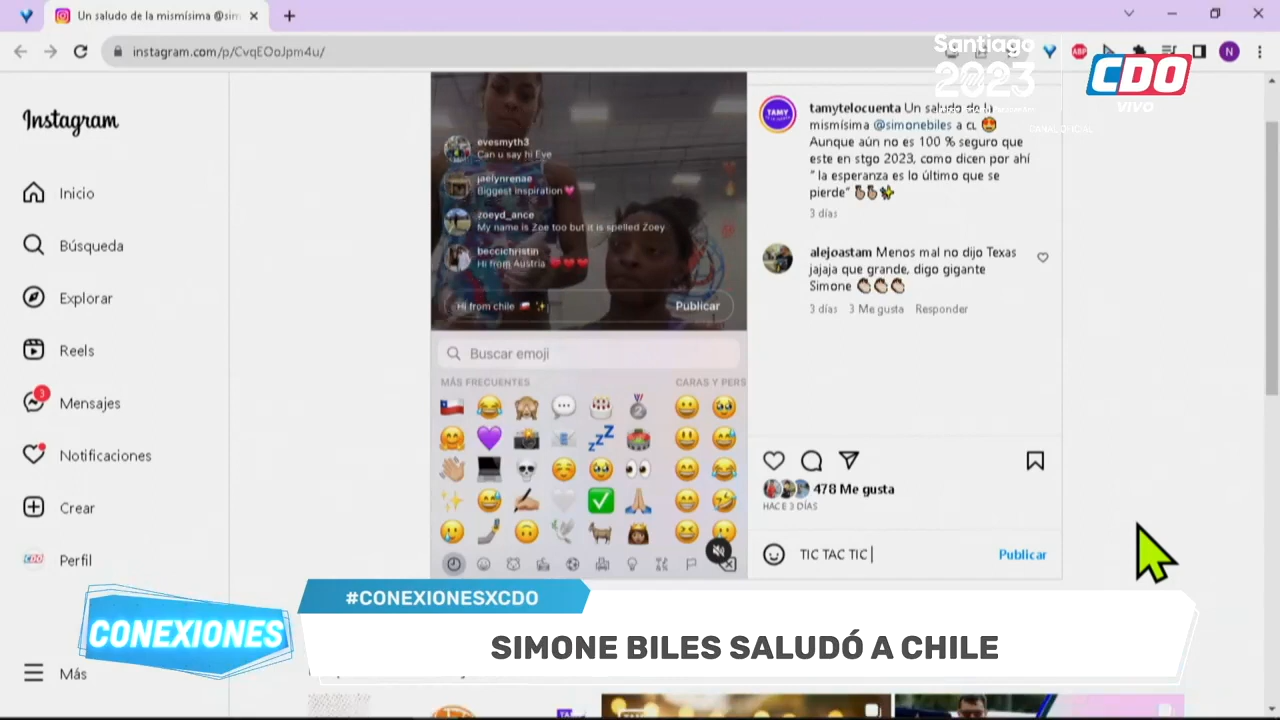 Un saludo de la mismísima @sim
instagram.com/p/CvqEOoJpm4u/
N
Santiago
2023
CDO
VIVO
CANAL OFICIAL
Instagram
Inicio
Búsqueda
Explorar
Reels
3
Mensajes
Notificaciones
Crear
CDO
Perfil
Más
evesmyth3
Can u say hi Eve
jaelynrenae
Biggest inspiration
zoeyd_ance
My name is Zoe too but it is spelled Zoey
beccichristin
Hi from Austria
Hi from chile
Publicar
Buscar emoji
MÁS FRECUENTES
CARAS Y PERS
TAMY
tamytelocuenta Un saludo de la
mismísima @simonebiles a cL
Aunque aún no es 100 % seguro que
este en stgo 2023, como dicen por ahí
“ la esperanza es lo último que se
pierde“
3 días
alejoastam Menos mal no dijo Texas
jajaja que grande, digo gigante
Simone
3 días 3 Me gusta Responder
478 Me gusta
HACE 3 DÍAS
TIC TAC TIC
Publicar
#CONEXIONESXCDO
CONEXIONES
SIMONE BILES SALUDÓ A CHILE